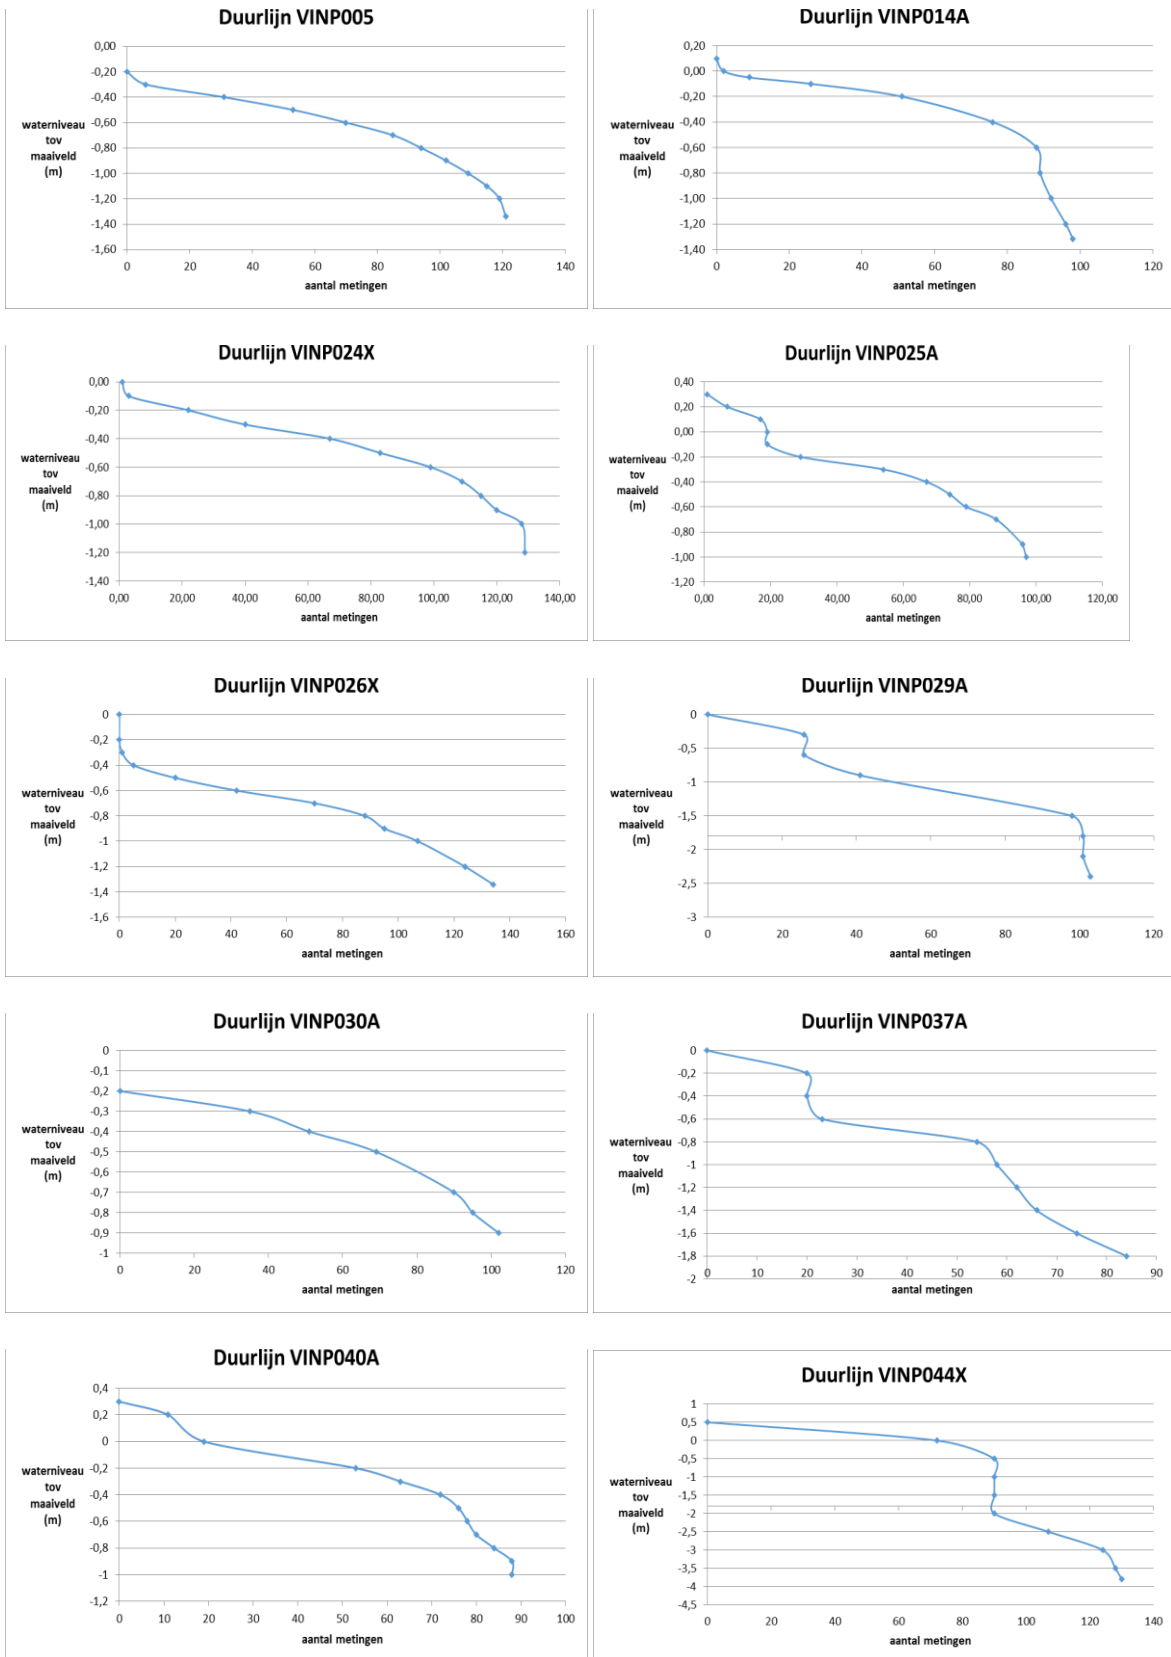 Duurlijn VINP005
0,00
-0,20
-0,40
-0,60
-0,80
-1,00
-1,20
-1,40
-1,60
waterniveau
tov
maaiveld
(m)
0 20 40 60 80 100 120 140
aantal metingen
Duurlijn VINP014A
0,20
0,00
-0,20
-0,40
-0,60
-0,80
-1,00
-1,20
-1,40
waterniveau
tov
maaiveld
(m)
0 20 40 60 80 100 120
aantal metingen
Duurlijn VINP024X
0,00
-0,20
-0,40
-0,60
-0,80
-1,00
-1,20
-1,40
waterniveau
tov
maaiveld
(m)
0,00 20,00 40,00 60,00 80,00 100,00 120,00 140,00
aantal metingen
Duurlijn VINP025A
0,40
0,20
0,00
-0,20
-0,40
-0,60
-0,80
-1,00
-1,20
waterniveau
tov
maaiveld
(m)
0,00 20,00 40,00 60,00 80,00 100,00 120,00
aantal metingen
Duurlijn VINP026X
0
-0,2
-0,4
-0,6
-0,8
-1
-1,2
-1,4
-1,6
waterniveau
tov
maaiveld
(m)
0 20 40 60 80 100 120 140 160
aantal metingen
Duurlijn VINP029A
0
-0,5
-1
-1,5
-2
-2,5
-3
waterniveau
tov
maaiveld
(m)
0 20 40 60 80 100 120
aantal metingen
Duurlijn VINP030A
0
-0,1
-0,2
-0,3
-0,4
-0,5
-0,6
-0,7
-0,8
-0,9
-1
waterniveau
tov
maaiveld
(m)
0 20 40 60 80 100 120
aantal metingen
Duurlijn VINP037A
0
-0,2
-0,4
-0,6
-0,8
-1
-1,2
-1,4
-1,6
-1,8
-2
waterniveau
tov
maaiveld
(m)
0 10 20 30 40 50 60 70 80 90
aantal metingen
Duurlijn VINP040A
0,4
0,2
0
-0,2
-0,4
-0,6
-0,8
-1
-1,2
waterniveau
tov
maaiveld
(m)
0 10 20 30 40 50 60 70 80 90 100
aantal metingen
Duurlijn VINP044X
1
0,5
0
-0,5
-1
-1,5
-2
-2,5
-3
-3,5
-4
-4,5
waterniveau
tov
maaiveld
(m)
0 20 40 60 80 100 120 140
aantal metingen